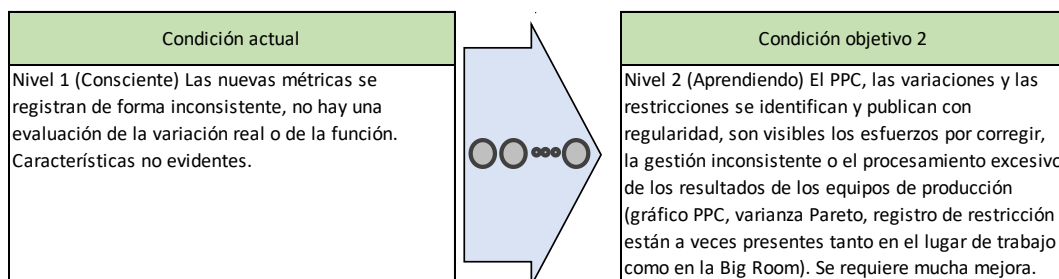 Condición actual
Nivel 1 (Consciente) Las nuevas métricas se
registran de forma inconsistente, no hay una
evaluación de la variación real o de la función.
Características no evidentes.
Condición objetivo 2
Nivel 2 (Aprendiendo) El PPC, las variaciones y las
restricciones se identifican y publican con
regularidad, son visibles los esfuerzos por corregir,
la gestión inconsistente o el procesamiento excesivo
de los resultados de los equipos de producción
(gráfico PPC, varianza Pareto, registro de restricción
están a veces presentes tanto en el lugar de trabajo
como en la Big Room). Se requiere mucha mejora.